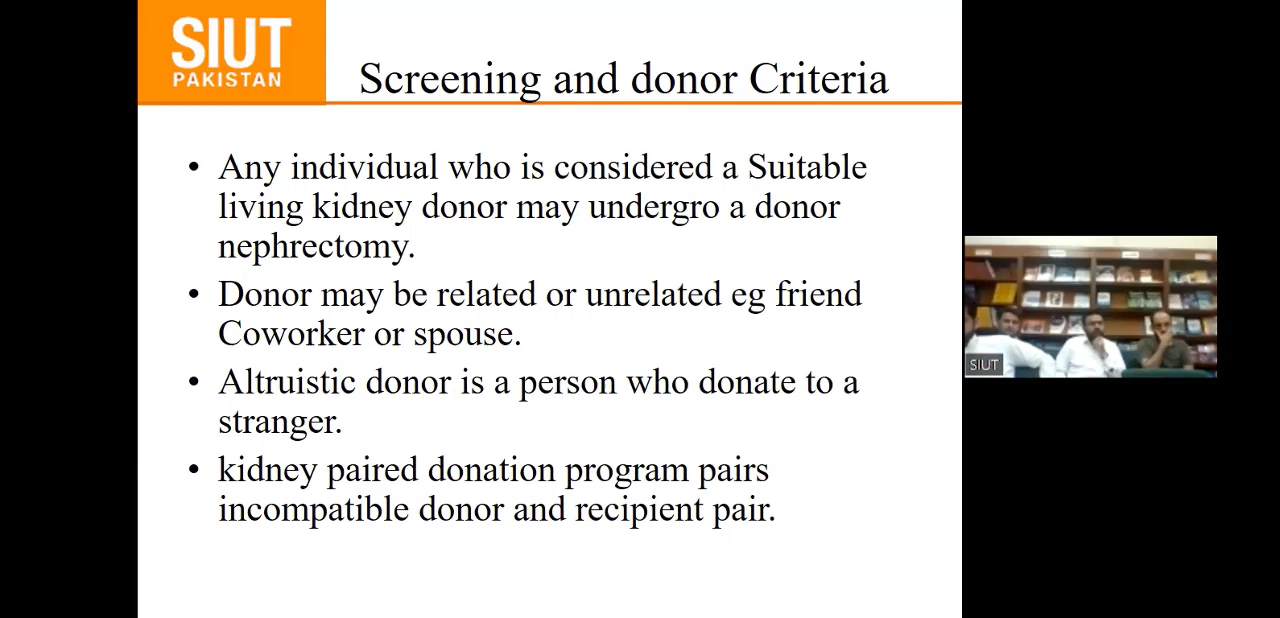 SIUT
PAKISTAN
Screening and donor Criteria
• Any individual who is considered a Suitable
living kidney donor may undergro a donor
nephrectomy.
• Donor may be related or unrelated eg friend
Coworker or spouse.
• Altruistic donor is a person who donate to a
stranger.
• kidney paired donation program pairs
incompatible donor and recipient pair.
SIUT